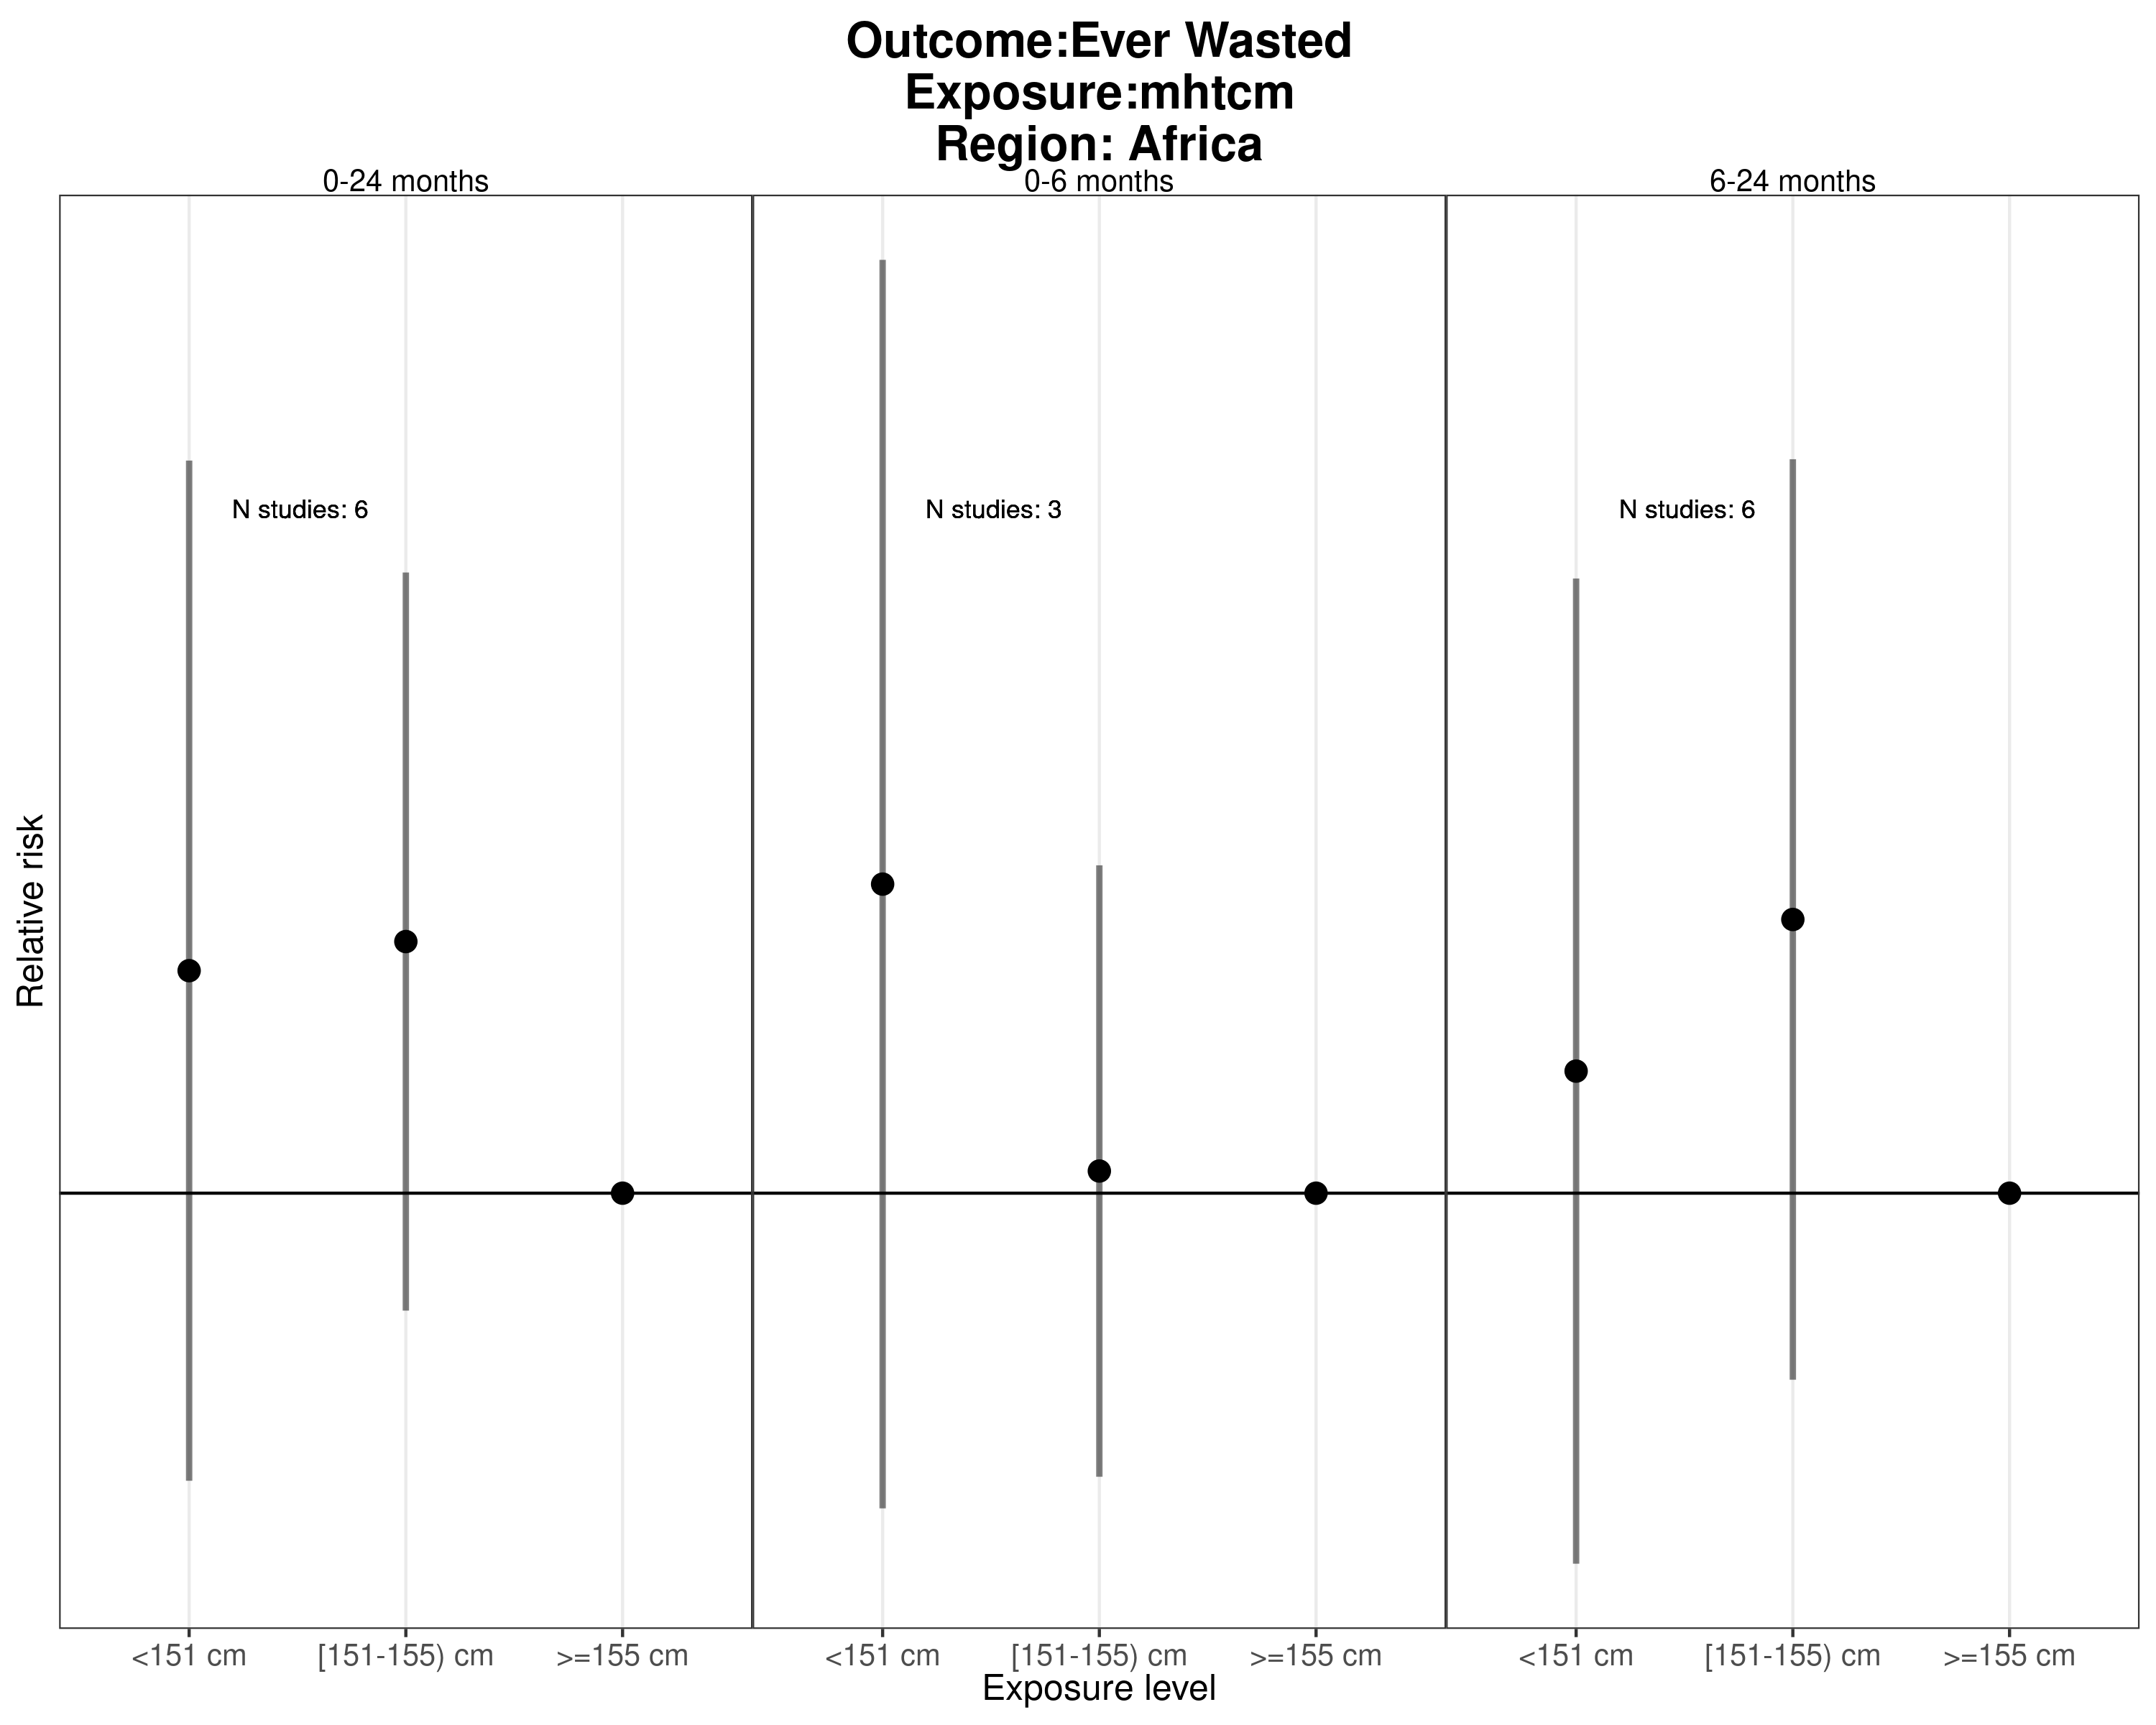 Outcome:Ever Wasted
Exposure:mhtcm
Region: Africa
0-24 months
0-6 months
6-24 months
N studies: 6
N studies: 3
N studies: 6
Relative risk
<151 cm
[151-155) cm
>=155 cm
<151 cm
[151-155) cm
>=155 cm
<151 cm
[151-155) cm
>=155 cm
Exposure level